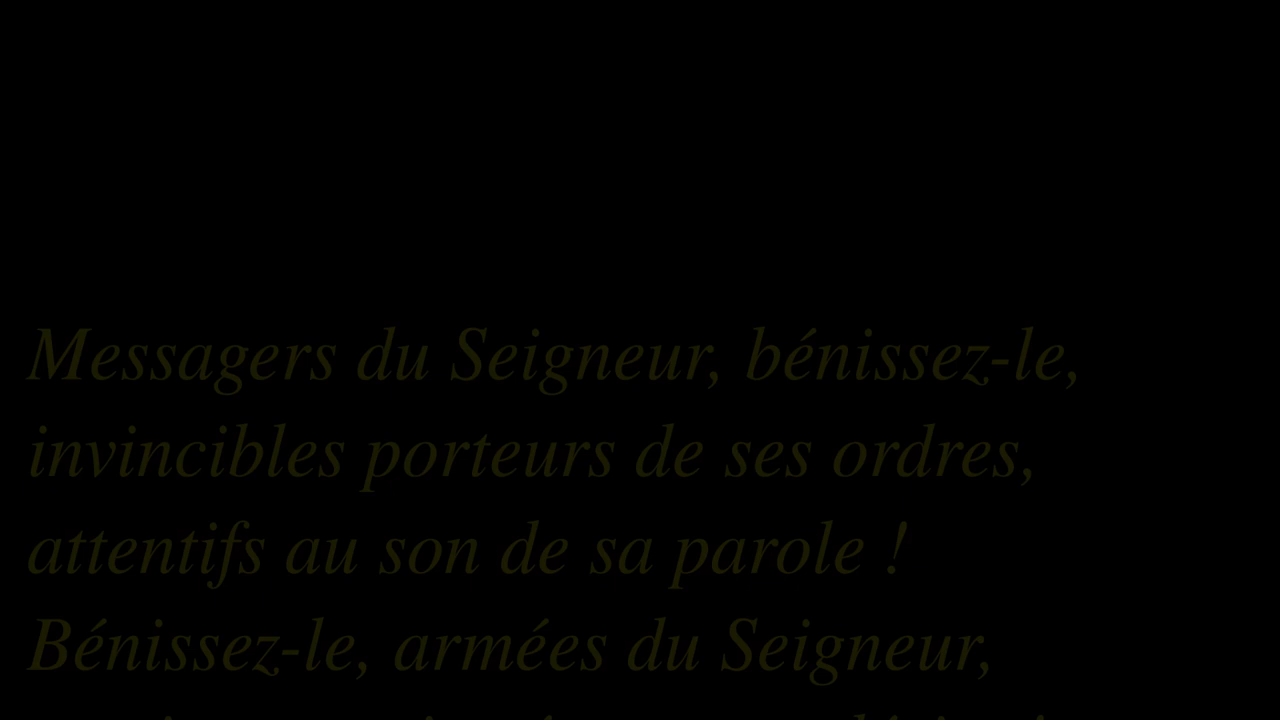 Messagers du Seigneur, bénissez-le,
invincibles porteurs de ses ordres,
attentifs au son de sa parole !
Bénissez-le, armées du Seigneur,